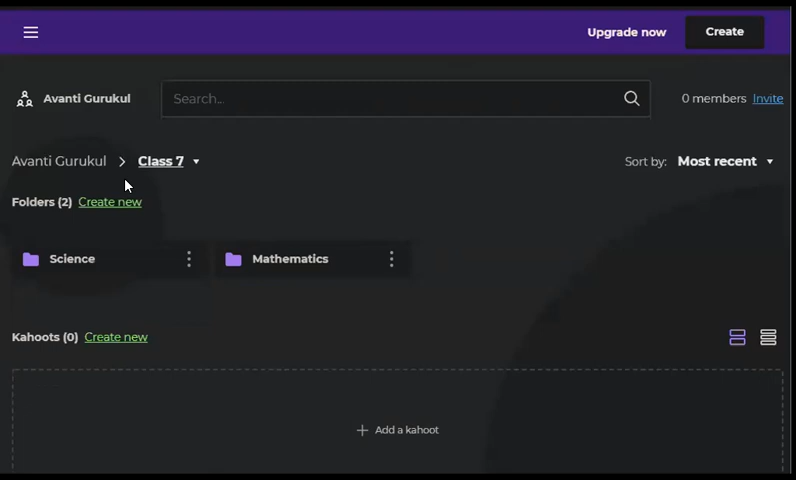 Upgrade now Create
Avanti Gurukul Search... 0 members Invite
Avanti Gurukul > Class 7 Sort by: Most recent
Folders (2) Create new
Science Mathematics
Kahoots (0) Create new
+ Add a kahoot